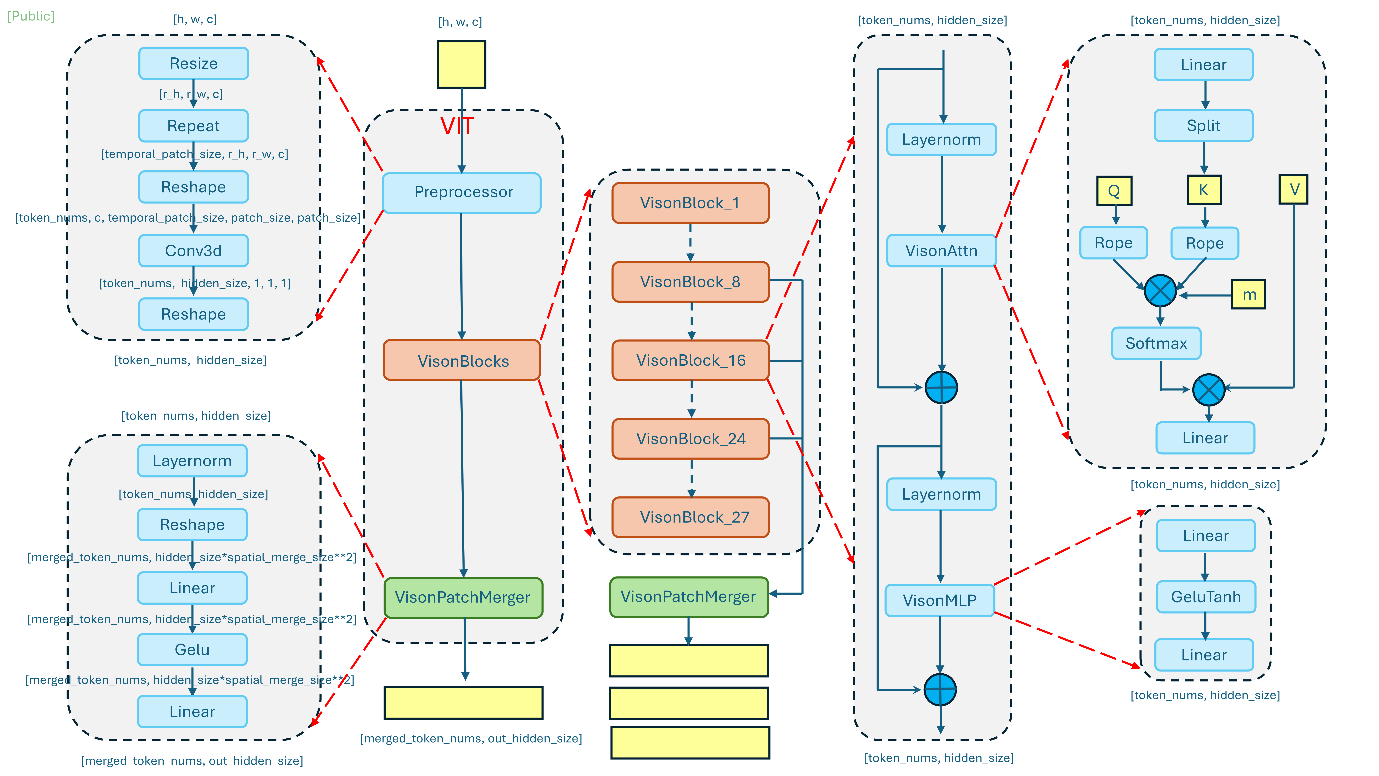 [Public]
[h, w, c]
Resize
[r_h, r_w, c]
Repeat
[temporal_patch_size, r_h, r_w, c]
Reshape
[token_nums, c, temporal_patch_size, patch_size, patch_size]
Conv3d
[token_nums, hidden_size, 1, 1, 1]
Reshape
[token_nums, hidden_size]
[token_nums, hidden_size]
Layernorm
[token_nums, hidden_size]
Reshape
[merged_token_nums, hidden_size*spatial_merge_size**2]
Linear
[merged_token_nums, hidden_size*spatial_merge_size**2]
Gelu
[merged_token_nums, hidden_size*spatial_merge_size**2]
Linear
[merged_token_nums, out_hidden_size]
[h, w, c]
VIT
Preprocessor
VisonBlocks
VisonPatchMerger
[merged_token_nums, out_hidden_size]
VisonBlock_1
VisonBlock_8
VisonBlock_16
VisonBlock_24
VisonBlock_27
VisonPatchMerger
[token_nums, hidden_size]
Layernorm
VisonAttn
Layernorm
VisonMLP
[token_nums, hidden_size]
[token_nums, hidden_size]
Linear
Split
Q
K
V
Rope
Rope
m
Softmax
Linear
[token_nums, hidden_size]
Linear
GeluTanh
Linear
[token_nums, hidden_size]